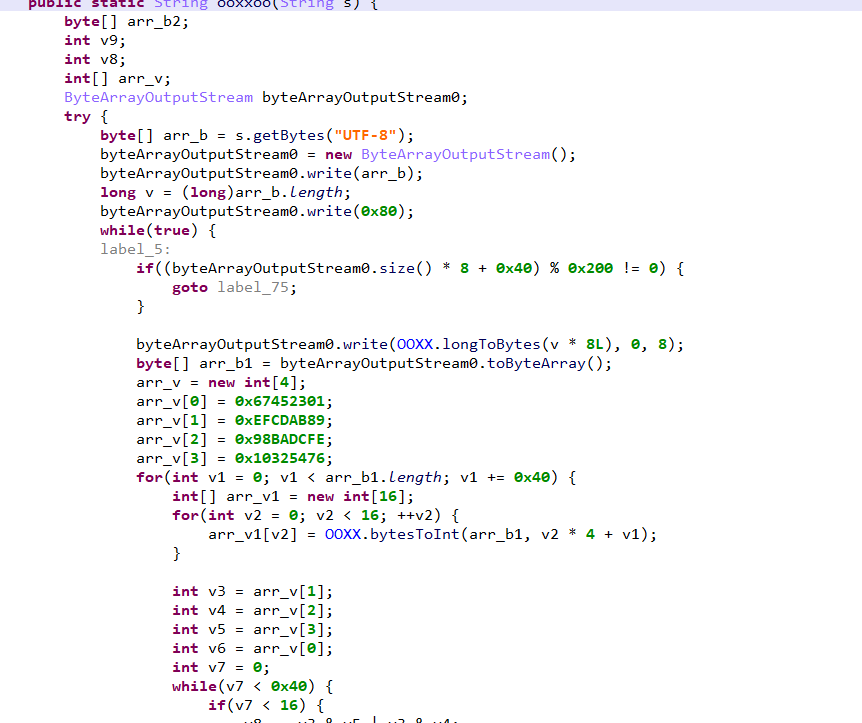 public static String ooxxoo(String s) {
byte[] arr_b2;
int v9;
int v8;
int[] arr_v;
ByteArrayOutputStream byteArrayOutputStream0;
try {
byte[] arr_b = s.getBytes("UTF-8");
byteArrayOutputStream0 = new ByteArrayOutputStream();
byteArrayOutputStream0.write(arr_b);
long v = (long)arr_b.length;
byteArrayOutputStream0.write(0x80);
while(true) {
label_5:
if((byteArrayOutputStream0.size() * 8 + 0x40) % 0x200 != 0) {
goto label_75;
}
byteArrayOutputStream0.write(OOXX.longToBytes(v * 8L), 0, 8);
byte[] arr_b1 = byteArrayOutputStream0.toByteArray();
arr_v = new int[4];
arr_v[0] = 0x67452301;
arr_v[1] = 0xEFCDAB89;
arr_v[2] = 0x98BADCFE;
arr_v[3] = 0x10325476;
for(int v1 = 0; v1 < arr_b1.length; v1 += 0x40) {
int[] arr_v1 = new int[16];
for(int v2 = 0; v2 < 16; ++v2) {
arr_v1[v2] = OOXX.bytesToInt(arr_b1, v2 * 4 + v1);
}
int v3 = arr_v[1];
int v4 = arr_v[2];
int v5 = arr_v[3];
int v6 = arr_v[0];
int v7 = 0;
while(v7 < 0x40) {
if(v7 < 16) {